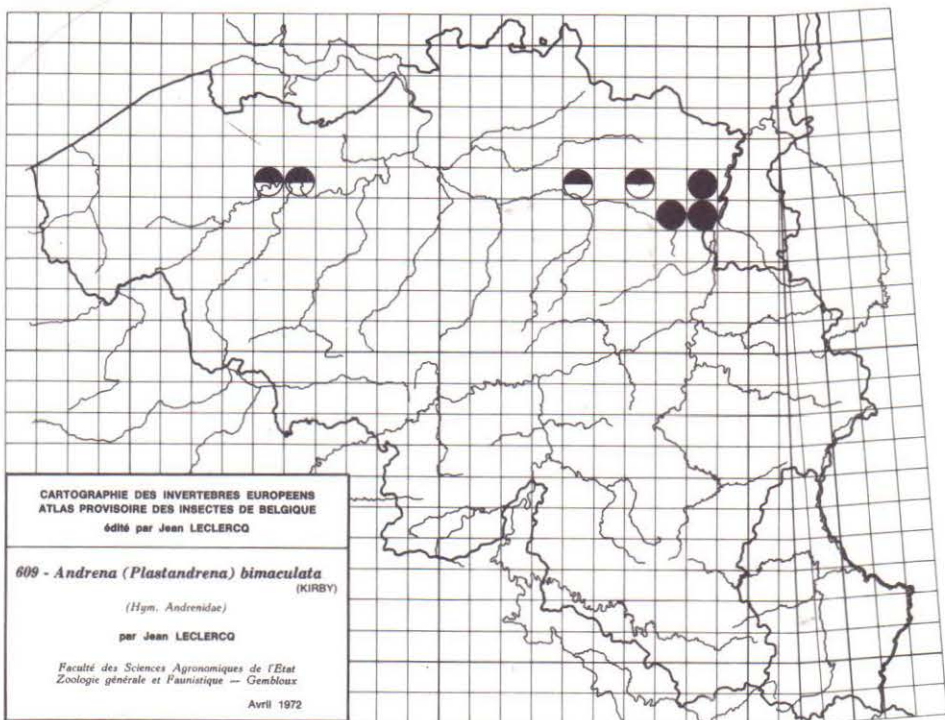 CARTOGRAPHIE DES INVERTEBRES EUROPEENS
ATLAS PROVISOIRE DES INSECTES DE BELGIQUE
édité par Jean LECLERCQ
609 - Andrena (Plastandrena) bimaculata
(KIRBY)
(Hym. Andrenidae)
par Jean LECLERCQ
Faculté des Sciences Agronomiques de l'Etat
Zoologie générale et Faunistique — Gembloux
Avril 1972